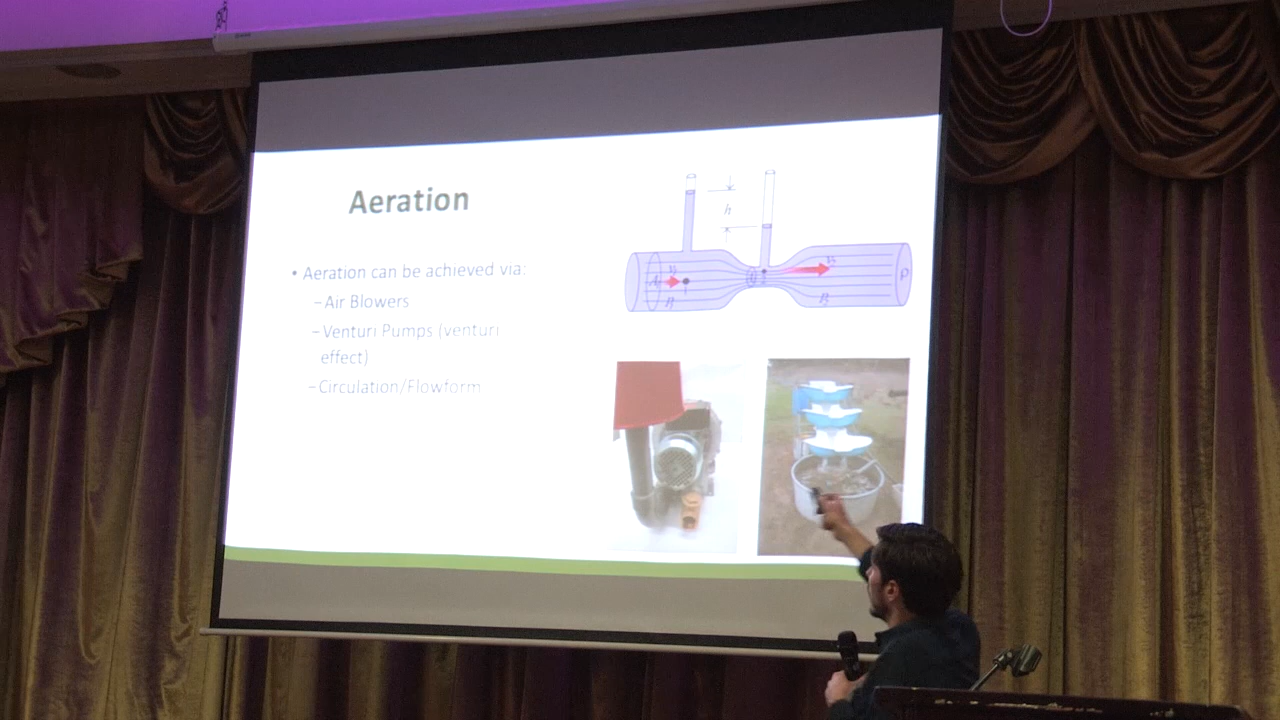 Aeration
• Aeration can be achieved via:
–Air Blowers
–Venturi Pumps (venturi
effect)
–Circulation/Flowform
h
ρ